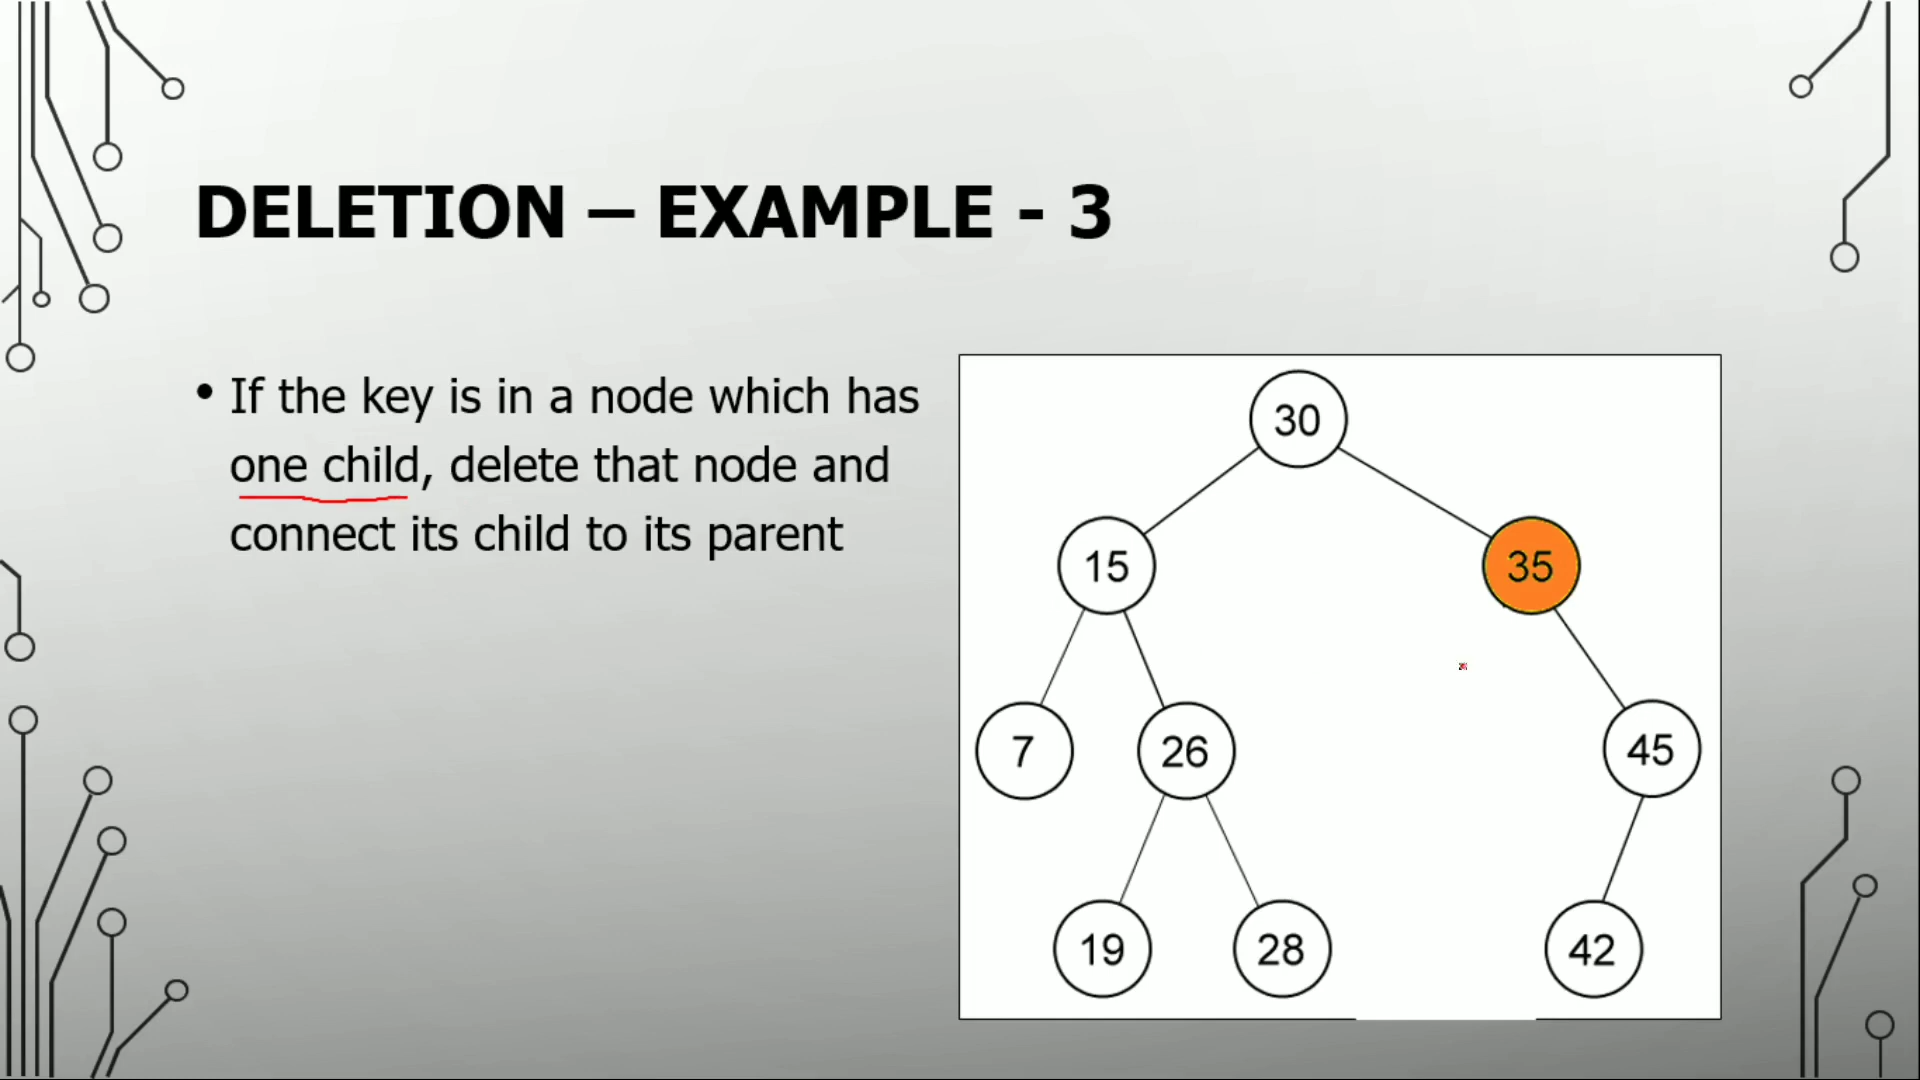 DELETION – EXAMPLE - 3
• If the key is in a node which has
one child, delete that node and
connect its child to its parent
30
15
35
7
26
45
19
28
42